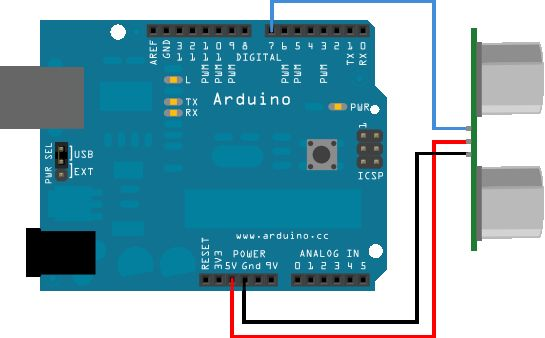 AREF GND 13 12 11 10 9 8 7 6 5 4 3 2 1 0
PWM PWM PWM DIGITAL PWM PWM PWM TX RX
L
TX
RX
Arduino
PWR
1
PWR SEL
USB
EXT
ICSP
www.arduino.cc
POWER
RESET 3V3 5V Gnd 9V
ANALOG IN
0 1 2 3 4 5